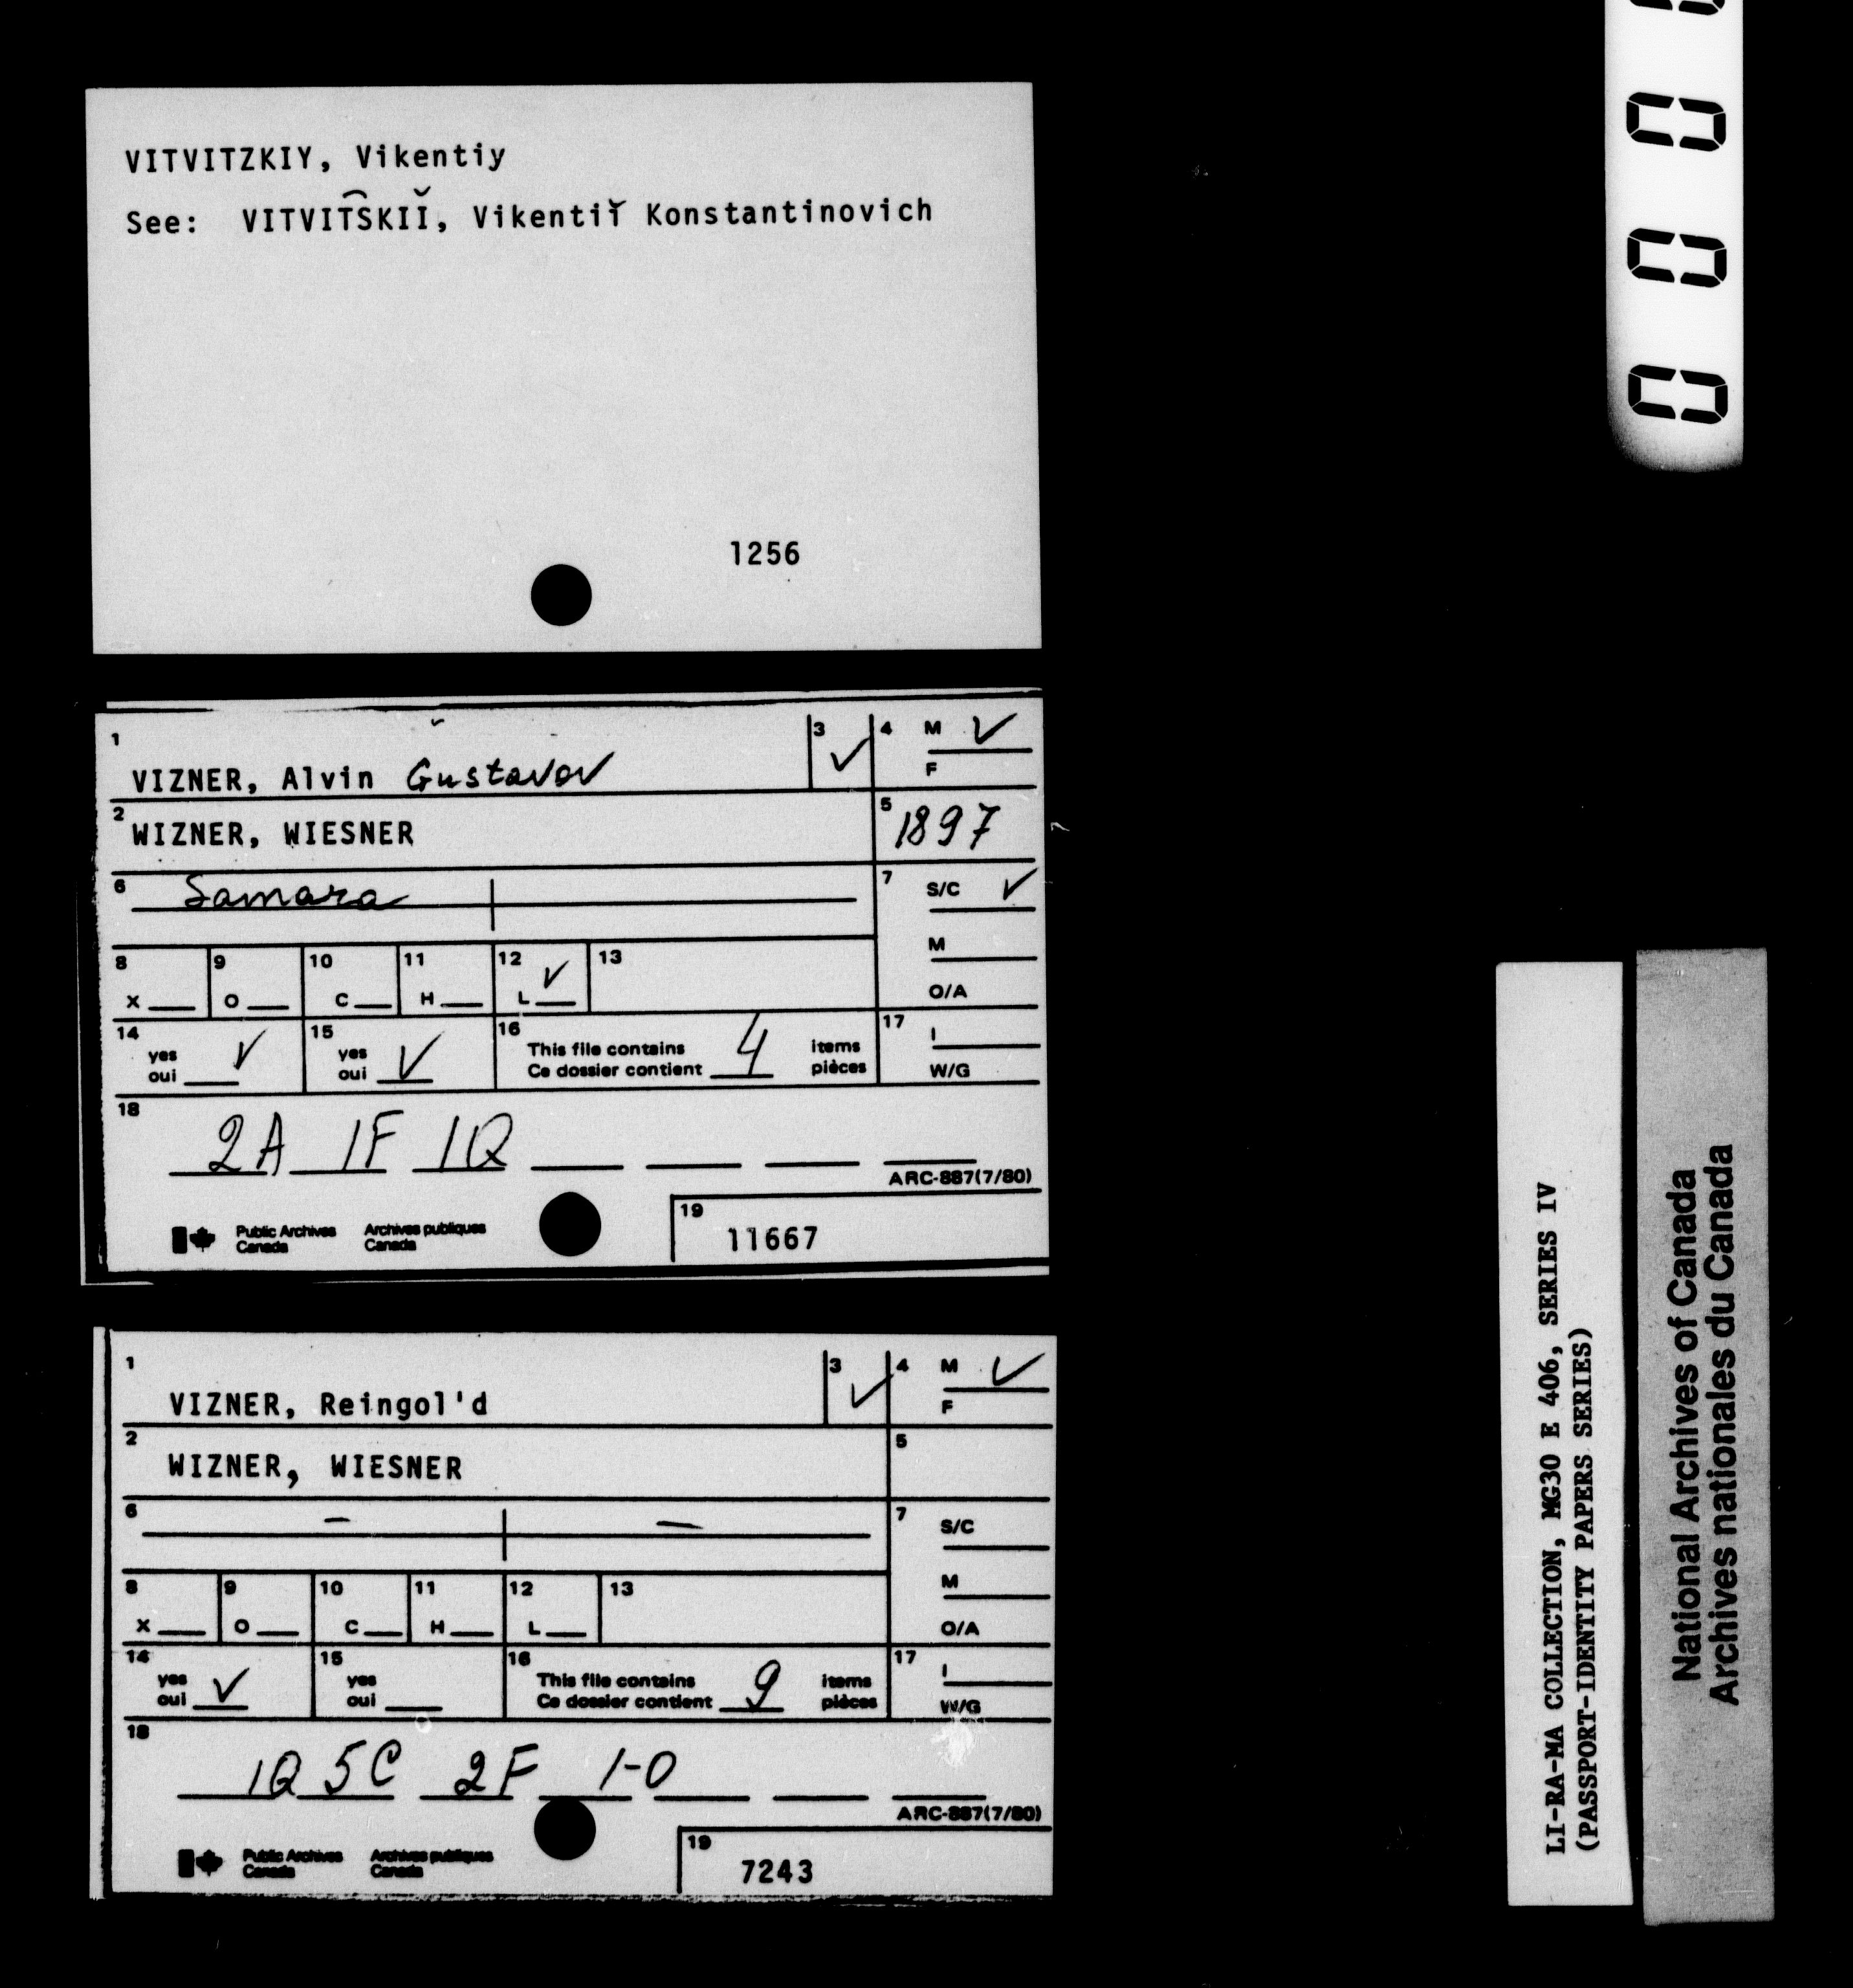 VITVITZKIY, Vikentiy
See: VITVIT͡SKIĬ, Vikentiĭ Konstantinovich
1256
1
VIZNER, Alvin Gustavov
3 ✓
4 M ✓
F
2 WIZNER, WIESNER
5 1897
6 Samara
7 S/C ✓
M
O/A
8 X
9 O
10 C
11 H
12 L ✓
13
14 yes oui ✓
15 yes oui ✓
16 This file contains 4 items
Ce dossier contient pièces
17 I
W/G
18 2A 1F 1Q
ARC-887(7/80)
Public Archives Canada
Archives publiques Canada
19 11667
1
VIZNER, Reingol'd
3 ✓
4 M ✓
F
2 WIZNER, WIESNER
5
6 – –
7 S/C
M
O/A
8 X
9 O
10 C
11 H
12 L
13
14 yes oui ✓
15 yes oui
16 This file contains 9 items
Ce dossier contient pièces
17 I
W/G
18 1Q 5C 2F 1-0
ARC-887(7/80)
Public Archives Canada
Archives publiques Canada
19 7243
0 0 0
LI-RA-MA COLLECTION, MG30 E 406, SERIES IV
(PASSPORT-IDENTITY PAPERS SERIES)
National Archives of Canada
Archives nationales du Canada